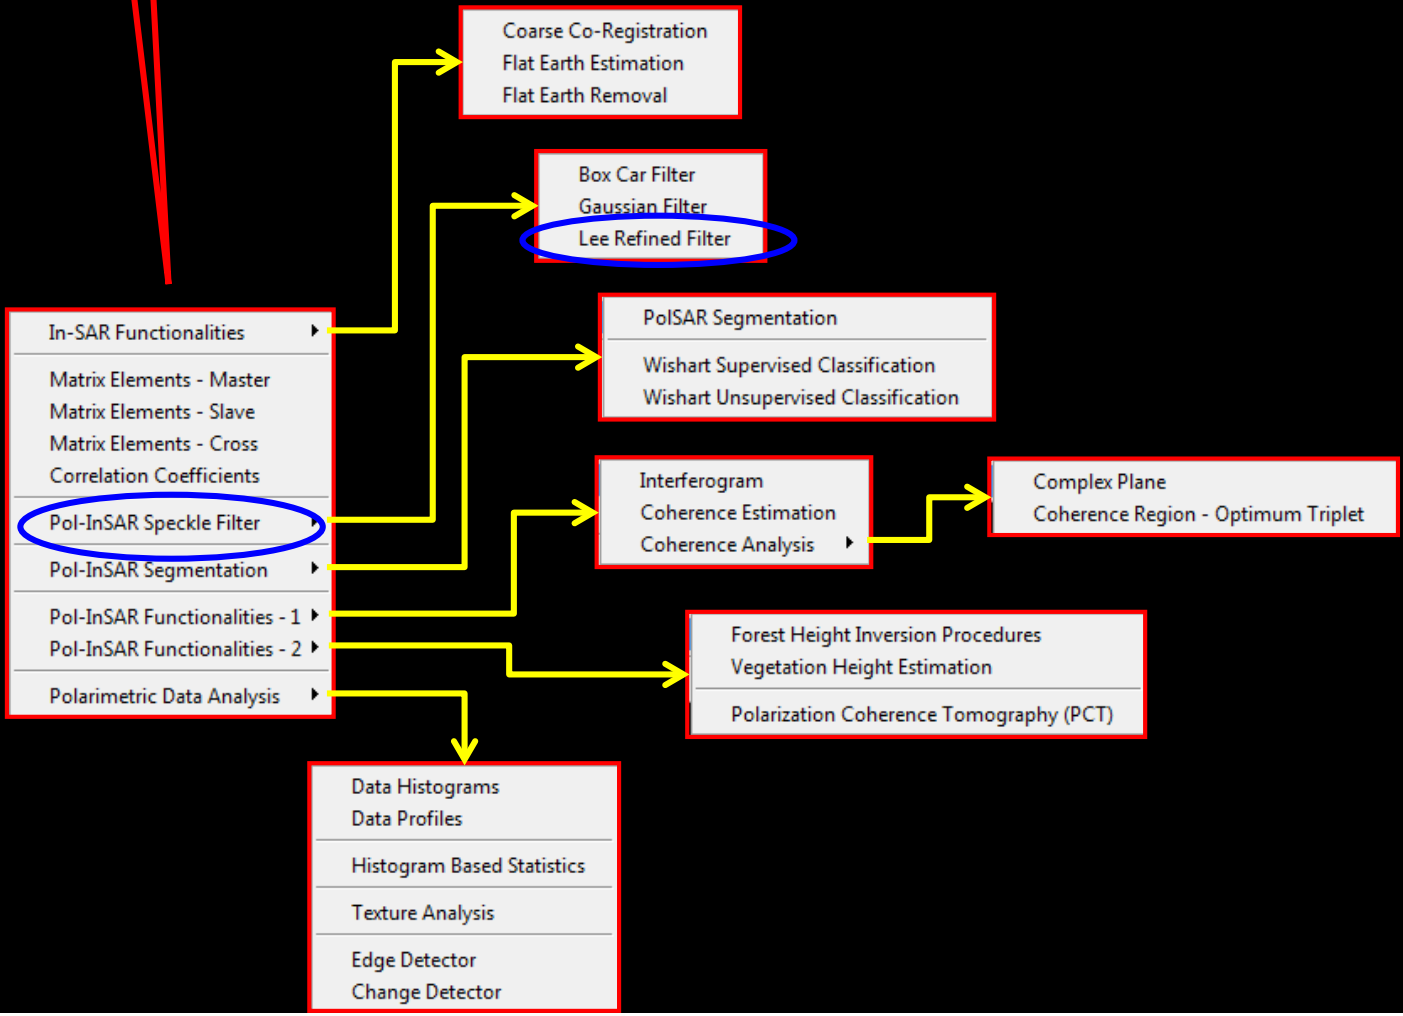 Coarse Co-Registration
Flat Earth Estimation
Flat Earth Removal
Box Car Filter
Gaussian Filter
Lee Refined Filter
In-SAR Functionalities
Matrix Elements - Master
Matrix Elements - Slave
Matrix Elements - Cross
Correlation Coefficients
Pol-InSAR Speckle Filter
Pol-InSAR Segmentation
Pol-InSAR Functionalities - 1
Pol-InSAR Functionalities - 2
Polarimetric Data Analysis
PolSAR Segmentation
Wishart Supervised Classification
Wishart Unsupervised Classification
Interferogram
Coherence Estimation
Coherence Analysis
Complex Plane
Coherence Region - Optimum Triplet
Forest Height Inversion Procedures
Vegetation Height Estimation
Polarization Coherence Tomography (PCT)
Data Histograms
Data Profiles
Histogram Based Statistics
Texture Analysis
Edge Detector
Change Detector